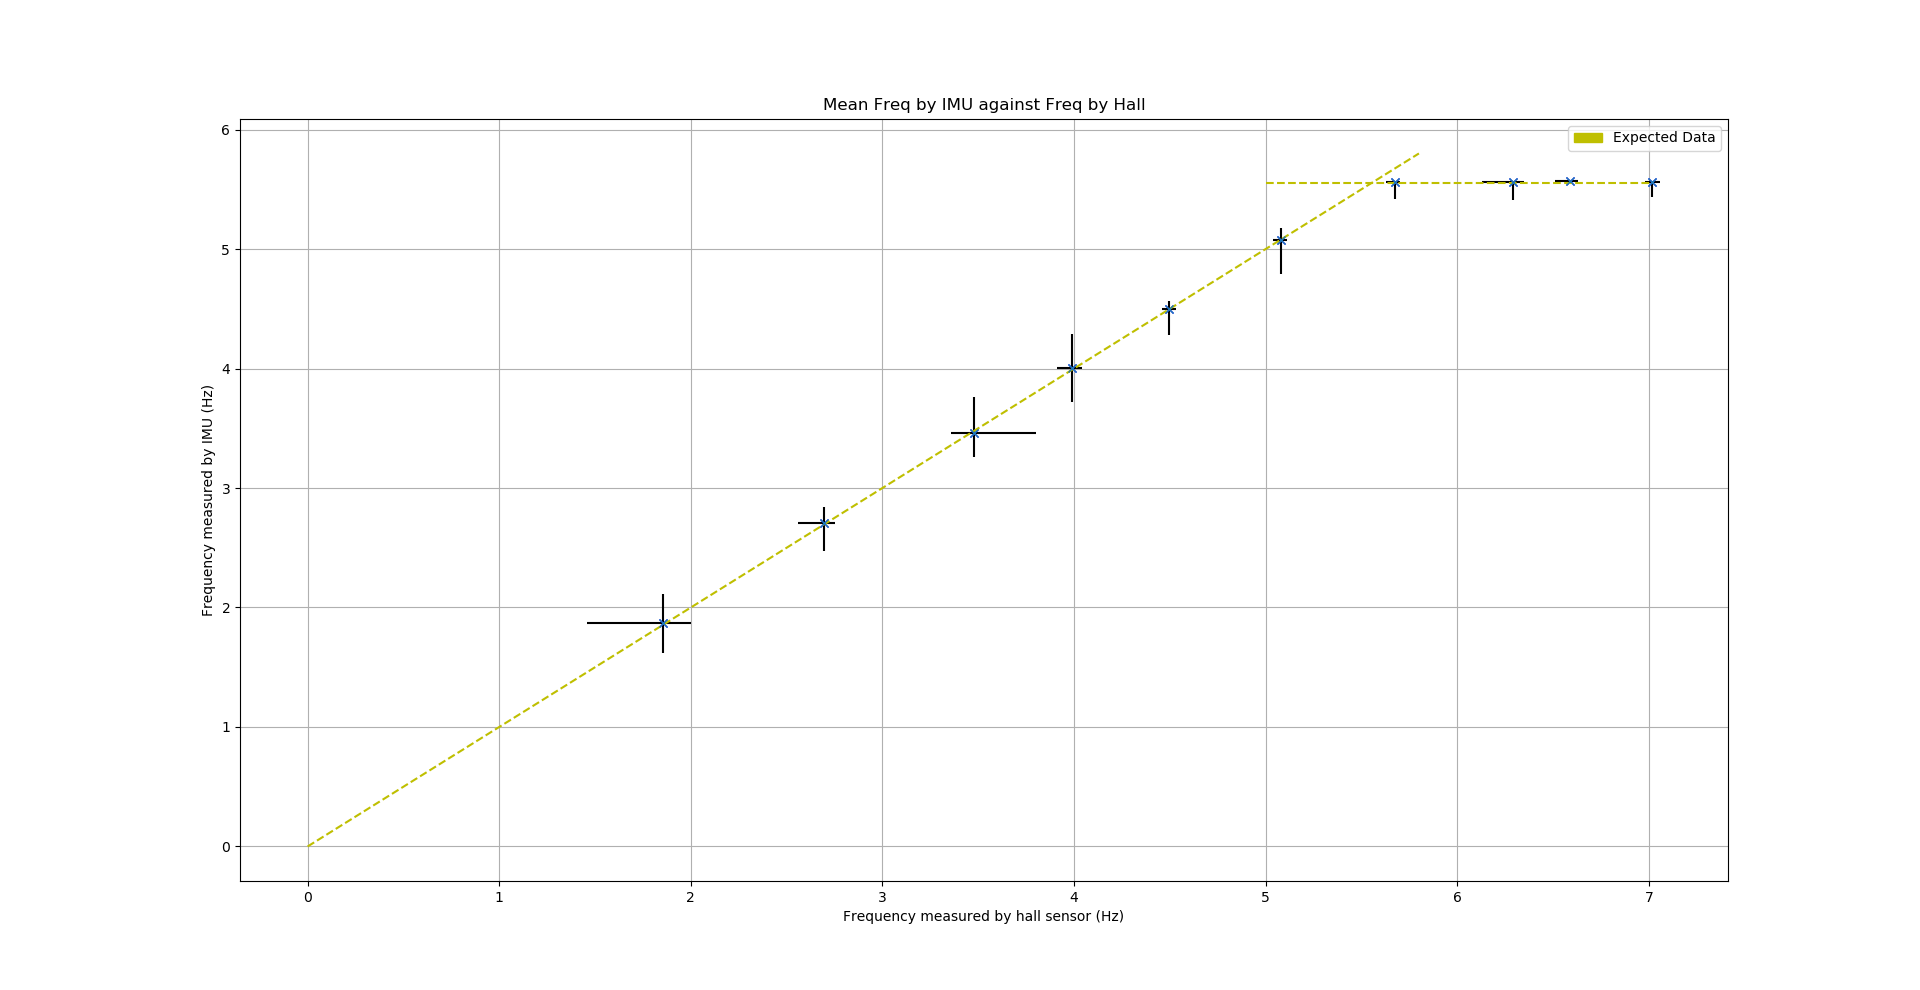 Mean Freq by IMU against Freq by Hall
Expected Data
6
5
4
3
2
1
0
Frequency measured by IMU (Hz)
0 1 2 3 4 5 6 7
Frequency measured by hall sensor (Hz)